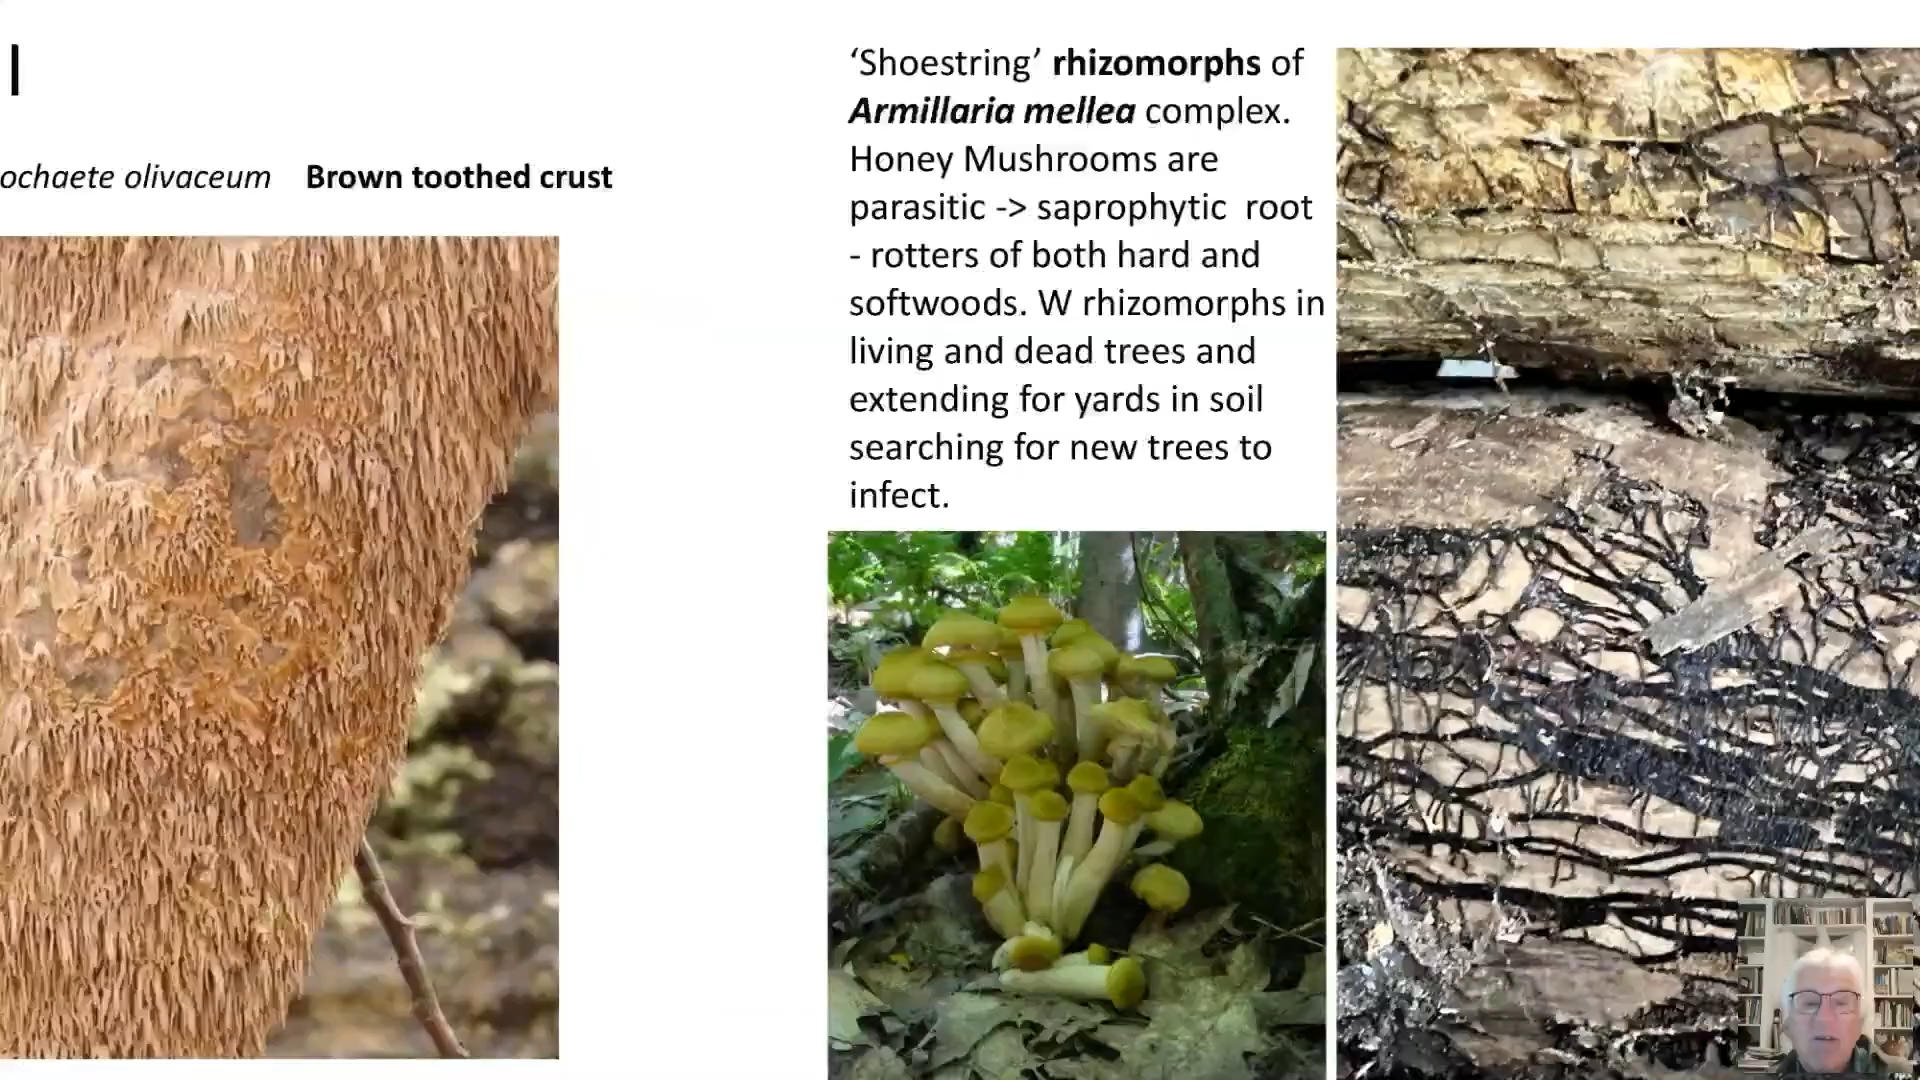 l
ochaete olivaceum Brown toothed crust
‘Shoestring’ rhizomorphs of
Armillaria mellea complex.
Honey Mushrooms are
parasitic -> saprophytic root
- rotters of both hard and
softwoods. W rhizomorphs in
living and dead trees and
extending for yards in soil
searching for new trees to
infect.